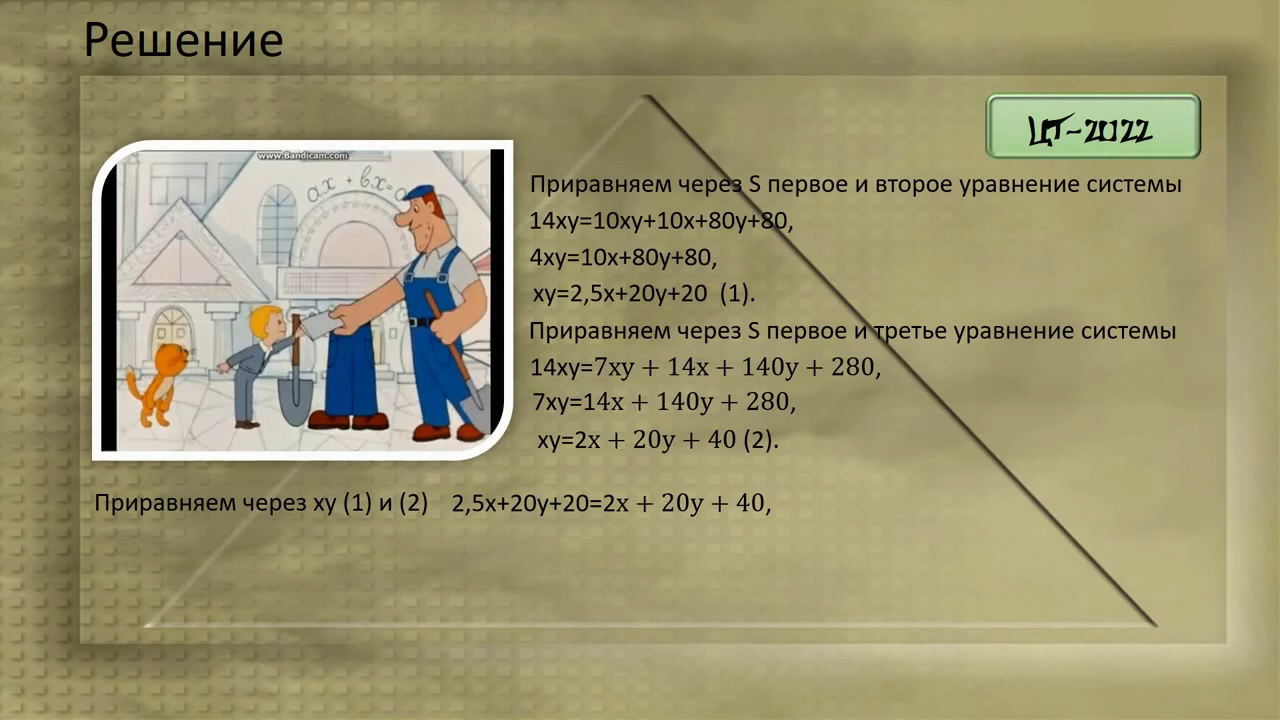 Решение
ЦТ-2022
www.Bandicam.com
ax + bx = 0
Приравняем через S первое и второе уравнение системы
14xy=10xy+10x+80y+80,
4xy=10x+80y+80,
xy=2,5x+20y+20 (1).
Приравняем через S первое и третье уравнение системы
14xy=7xy + 14x + 140y + 280,
7xy=14x + 140y + 280,
xy=2x + 20y + 40 (2).
Приравняем через xy (1) и (2) 2,5x+20y+20=2x + 20y + 40,